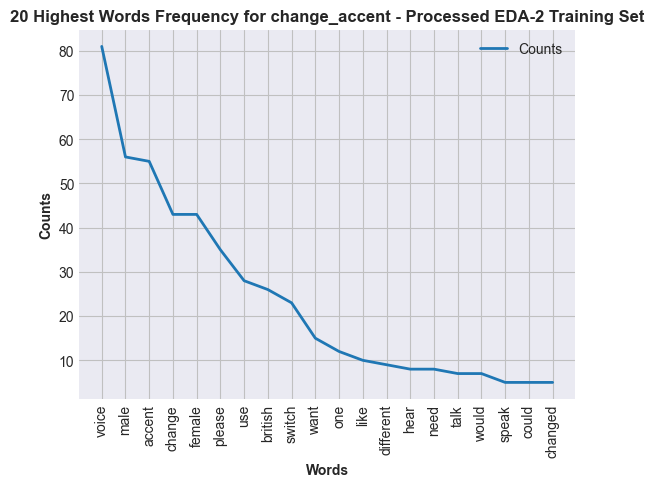 20 Highest Words Frequency for change_accent - Processed EDA-2 Training Set
Counts
80
70
60
50
40
30
20
10
Counts
voice
male
accent
change
female
please
use
british
switch
want
one
like
different
hear
need
talk
would
speak
could
changed
Words